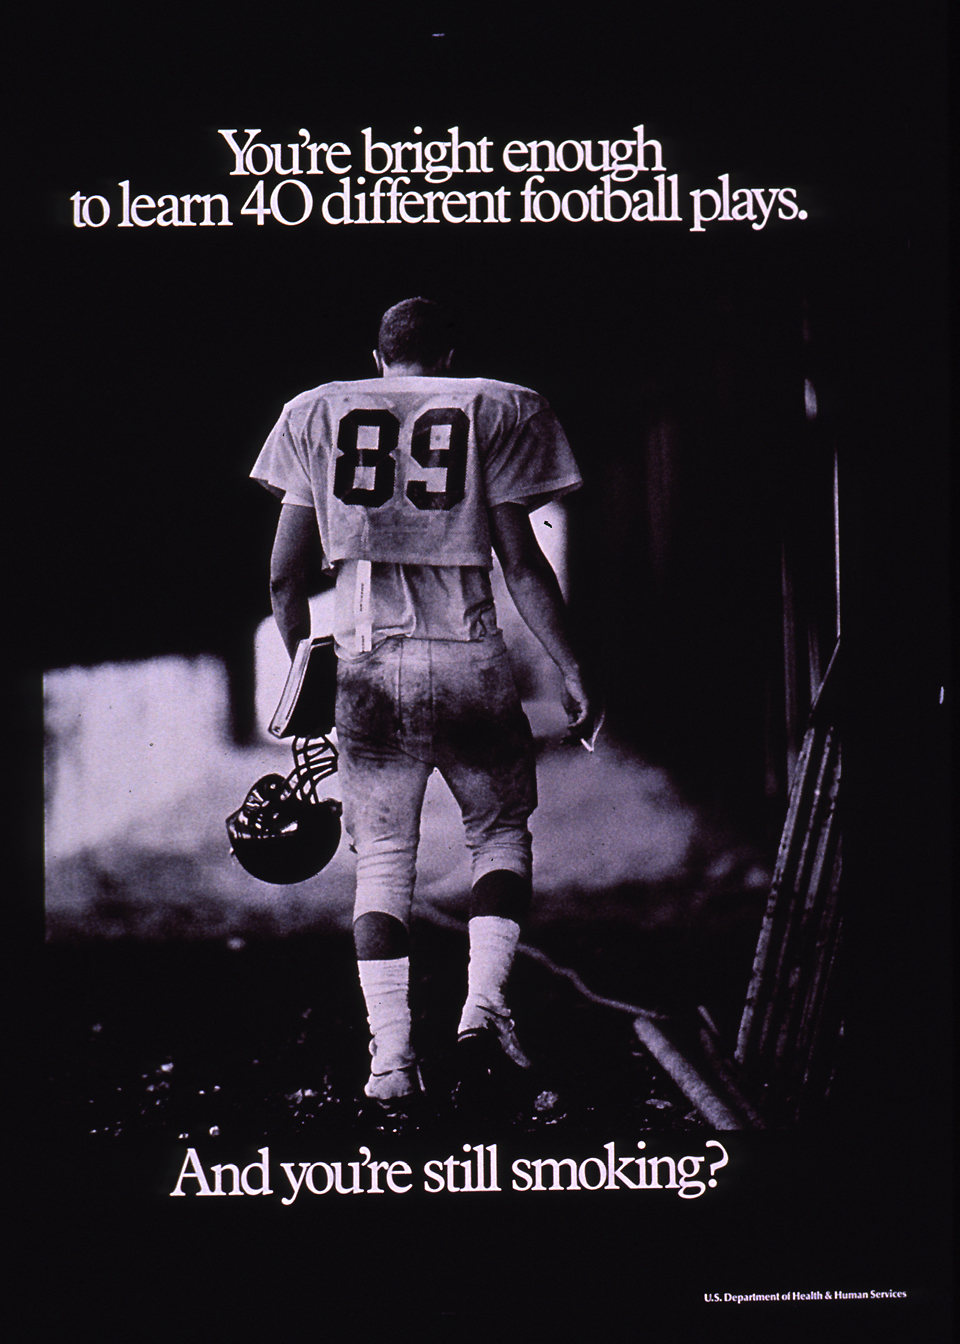 You're bright enough
to learn 40 different football plays.
89
And you're still smoking?
U.S. Department of Health & Human Services